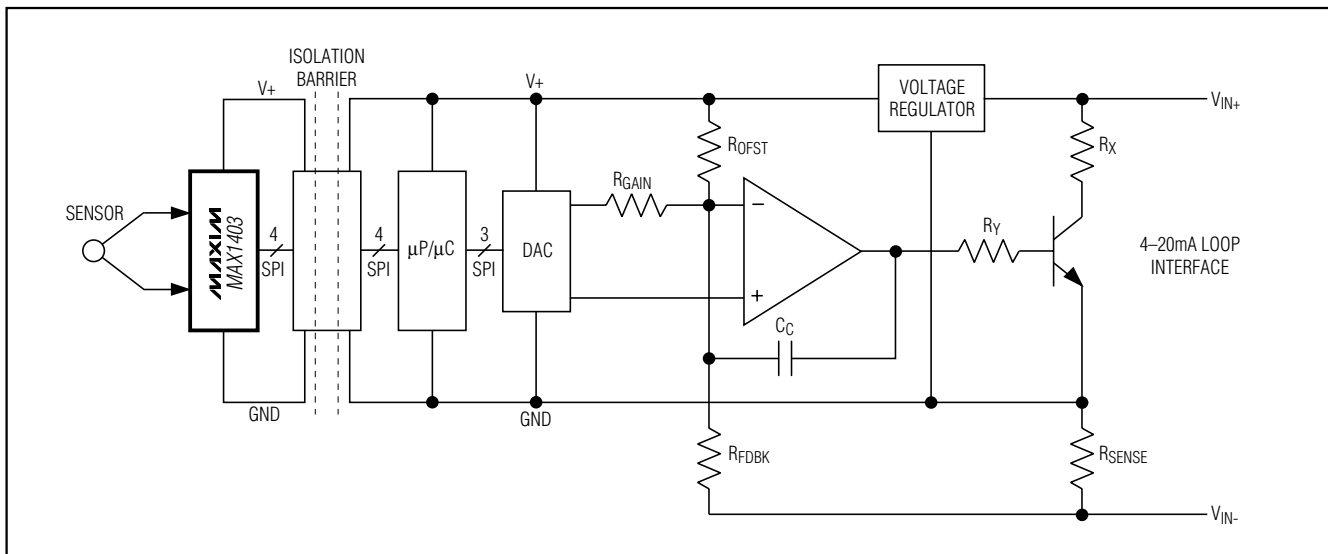 ISOLATION
BARRIER
V+
V+
VOLTAGE
REGULATOR
VIN+
ROFST
RX
RGAIN
SENSOR
MAXIM
MAX1403
4
SPI
4
SPI
µP/µC
3
SPI
DAC
−
+
RY
4–20mA LOOP
INTERFACE
CC
GND
GND
RFDBK
RSENSE
VIN-